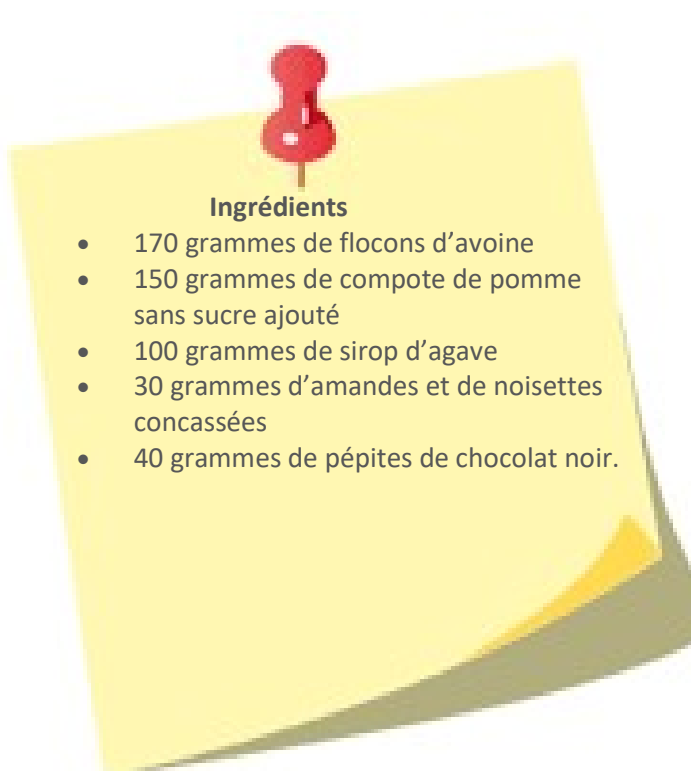 Ingrédients
• 170 grammes de flocons d’avoine
• 150 grammes de compote de pomme
sans sucre ajouté
• 100 grammes de sirop d’agave
• 30 grammes d’amandes et de noisettes
concassées
• 40 grammes de pépites de chocolat noir.